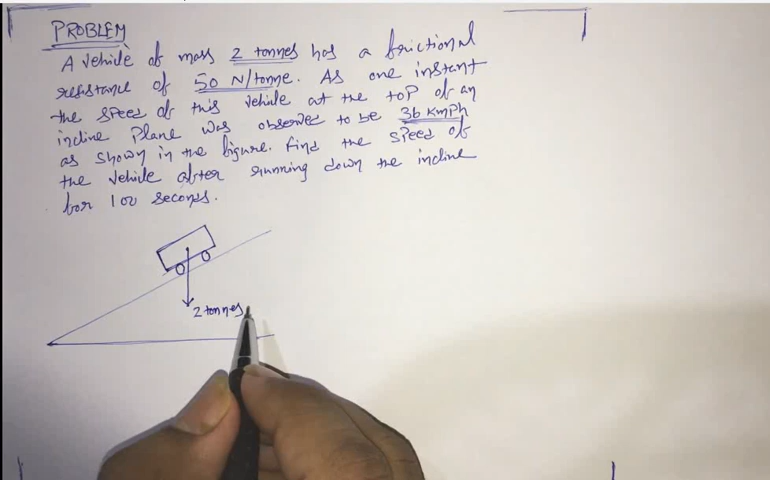 PROBLEM
A vehicle of mass 2 tonnes has a frictional
resistance of 50 N/tonne. As one instant
the speed of this vehicle at the top of an
incline plane was observed to be 36 KmPh
as shown in the figure. Find the speed of
the vehicle after running down the incline
for 100 seconds.
2 tonnes